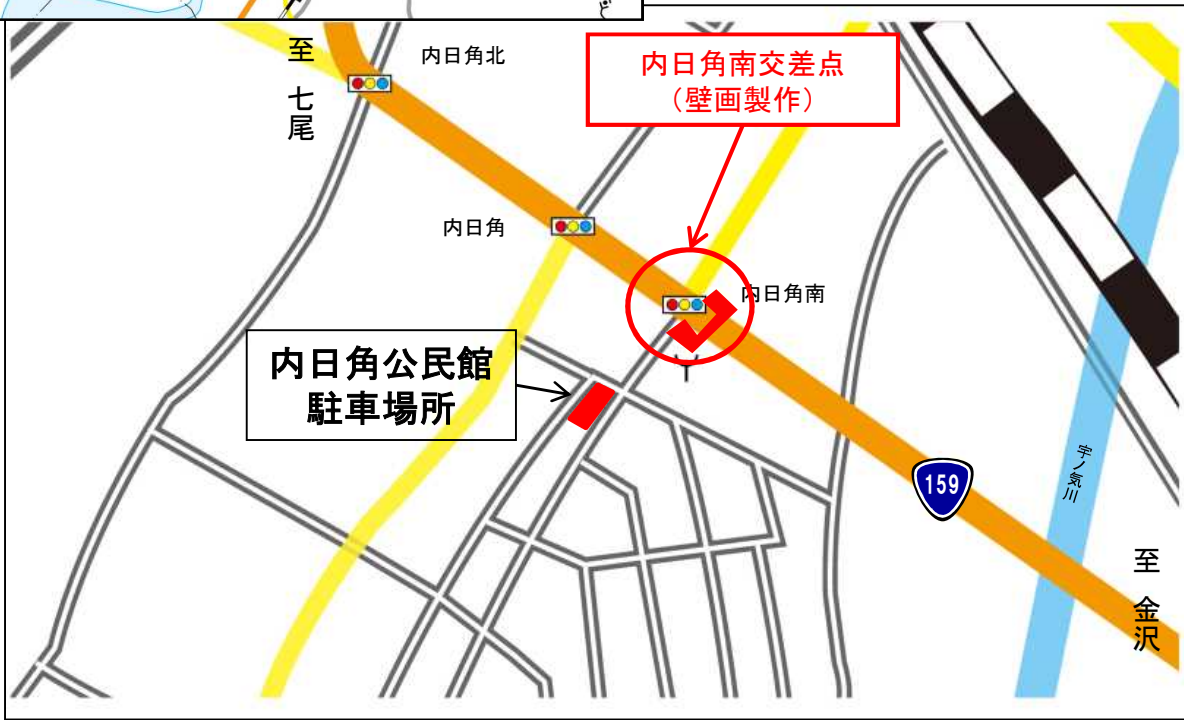 至 七尾
内日角北
内日角南交差点
（壁画製作）
内日角
内日角南
内日角公民館
駐車場所
159
宇ノ気川
至 金沢